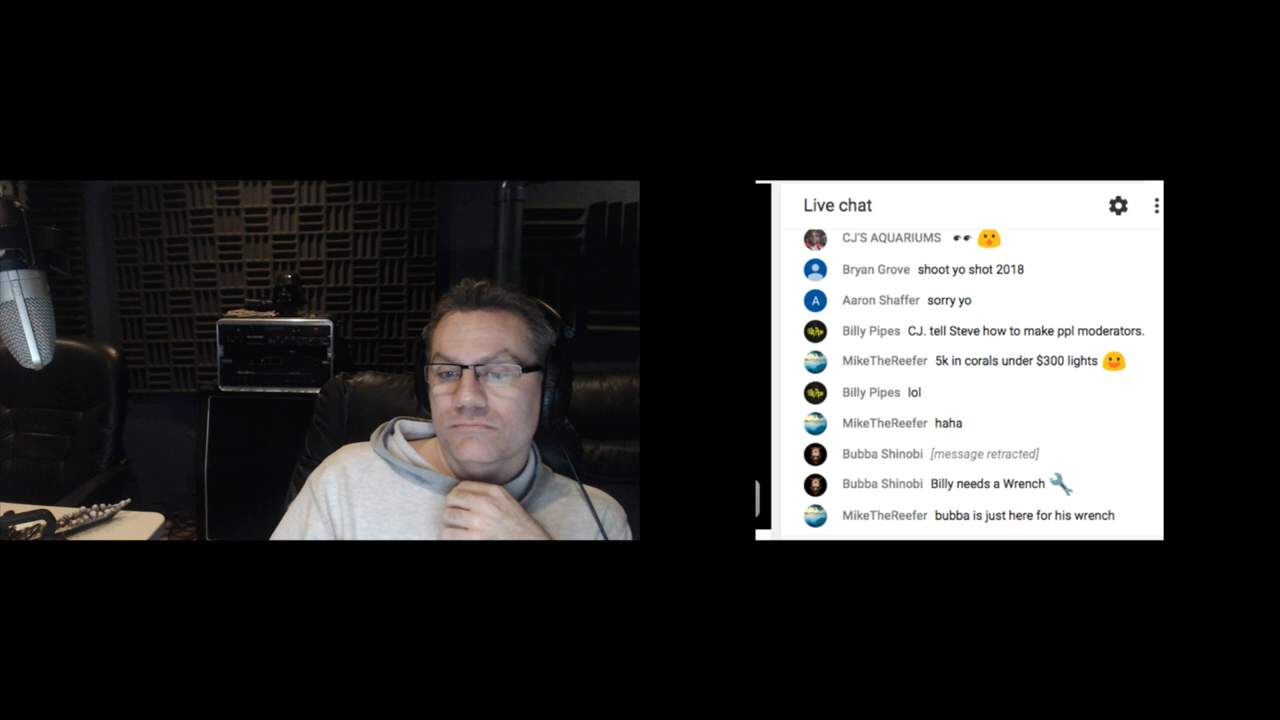 Live chat
CJ'S AQUARIUMS 👀 😮
Bryan Grove shoot yo shot 2018
A Aaron Shaffer sorry yo
Billy Pipes CJ. tell Steve how to make ppl moderators.
MikeTheReefer 5k in corals under $300 lights 😛
Billy Pipes lol
MikeTheReefer haha
Bubba Shinobi [message retracted]
Bubba Shinobi Billy needs a Wrench 🔧
MikeTheReefer bubba is just here for his wrench